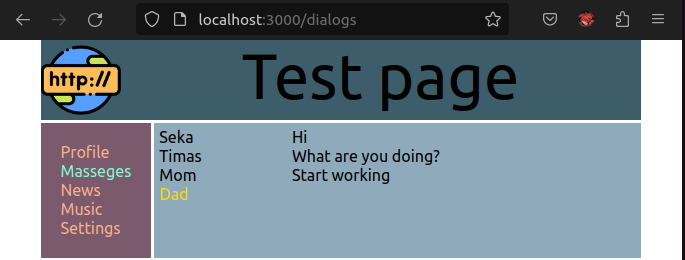 localhost:3000/dialogs
http://
Test page
Profile
Masseges
News
Music
Settings
Seka
Timas
Mom
Dad
Hi
What are you doing?
Start working